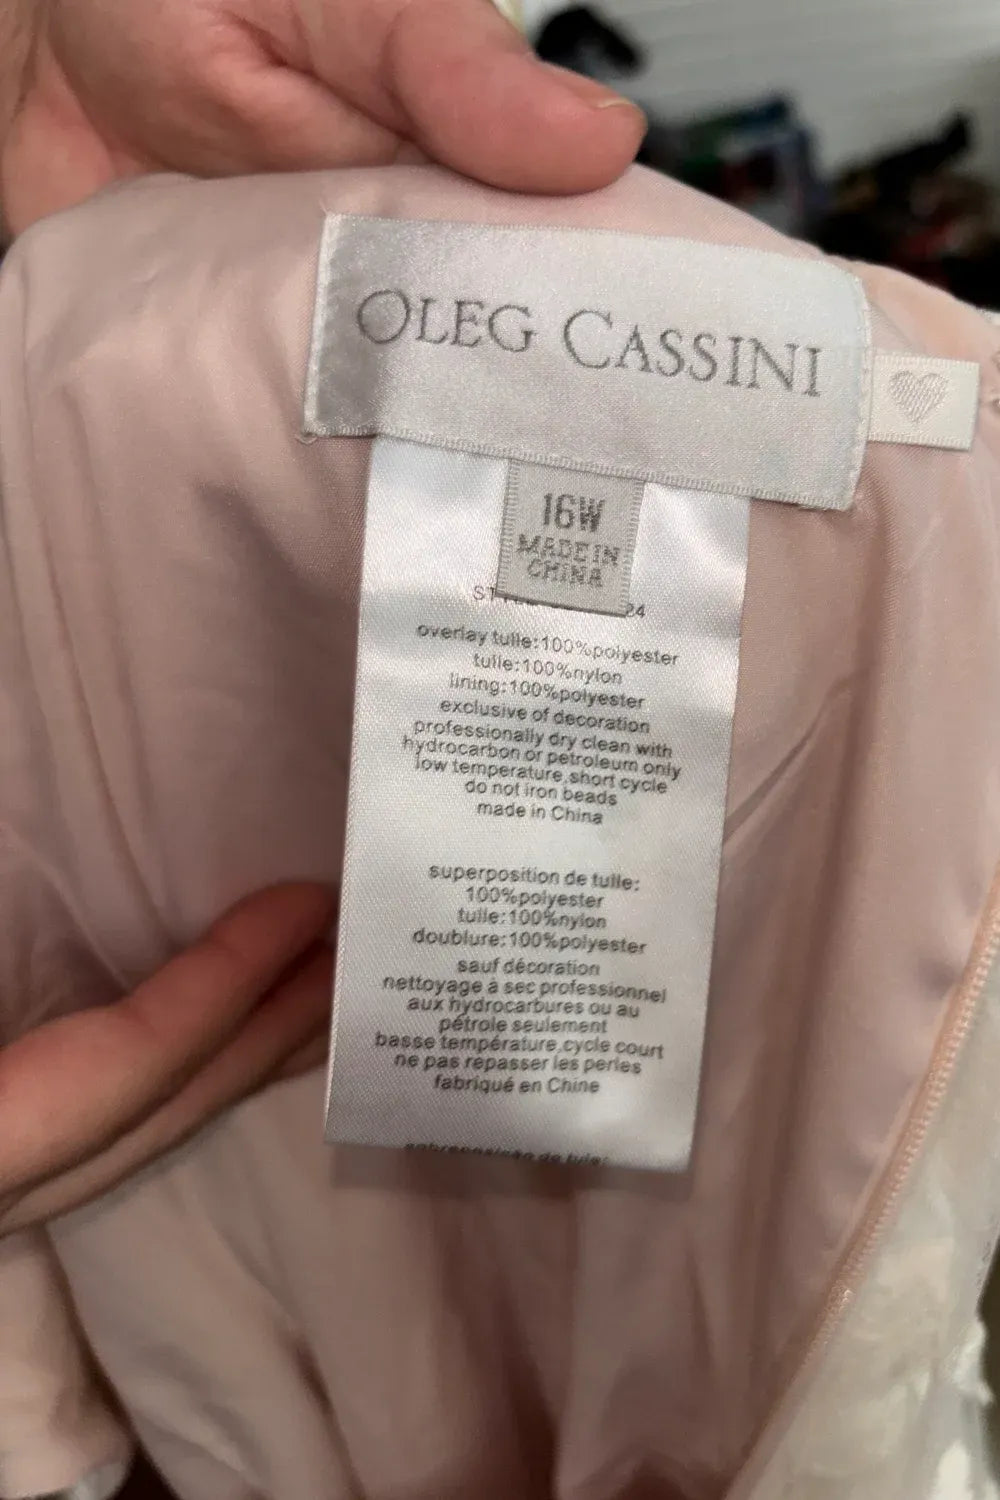 OLEG CASSINI
16W
MADE IN
CHINA
24
overlay tulle:100%polyester
tulle:100%nylon
lining:100%polyester
exclusive of decoration
professionally dry clean with
hydrocarbon or petroleum only
low temperature,short cycle
do not iron beads
made in China
superposition de tulle:
100%polyester
tulle:100%nylon
doublure:100%polyester
sauf décoration
nettoyage à sec professionnel
aux hydrocarbures ou au
pétrole seulement
basse température,cycle court
ne pas repasser les perles
fabriqué en Chine